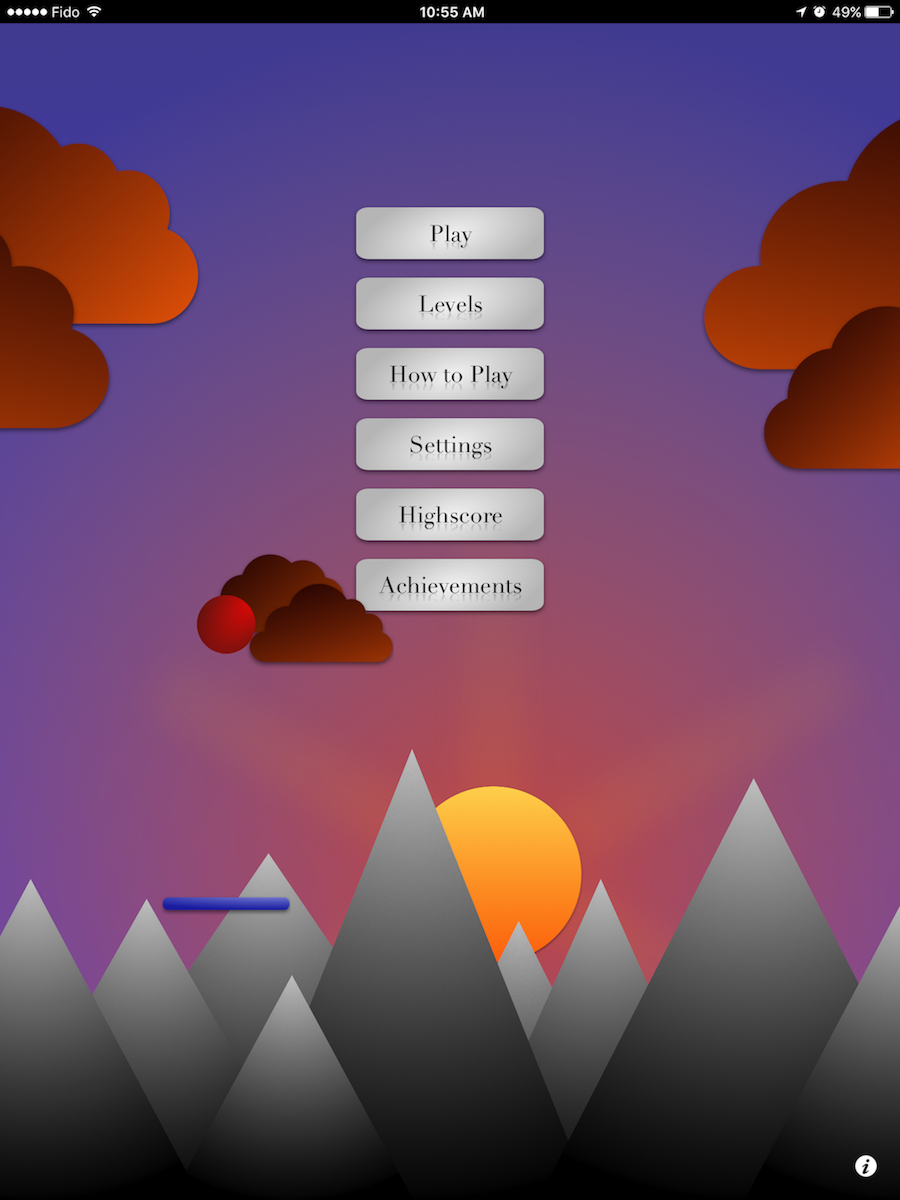 Fido 10:55 AM 49%
Play
Levels
How to Play
Settings
Highscore
Achievements
i